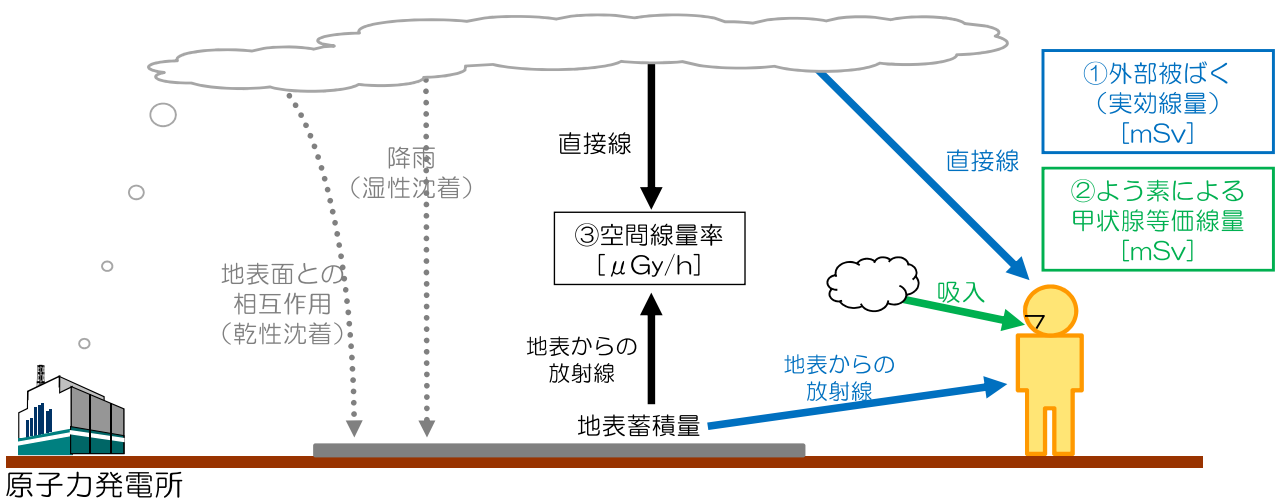 ①外部被ばく
（実効線量）
[mSv]
直接線
降雨
（湿性沈着）
直接線
②よう素による
甲状腺等価線量
[mSv]
③空間線量率
[μGy/h]
地表面との
相互作用
（乾性沈着）
吸入
地表からの
放射線
地表からの
放射線
地表蓄積量
原子力発電所